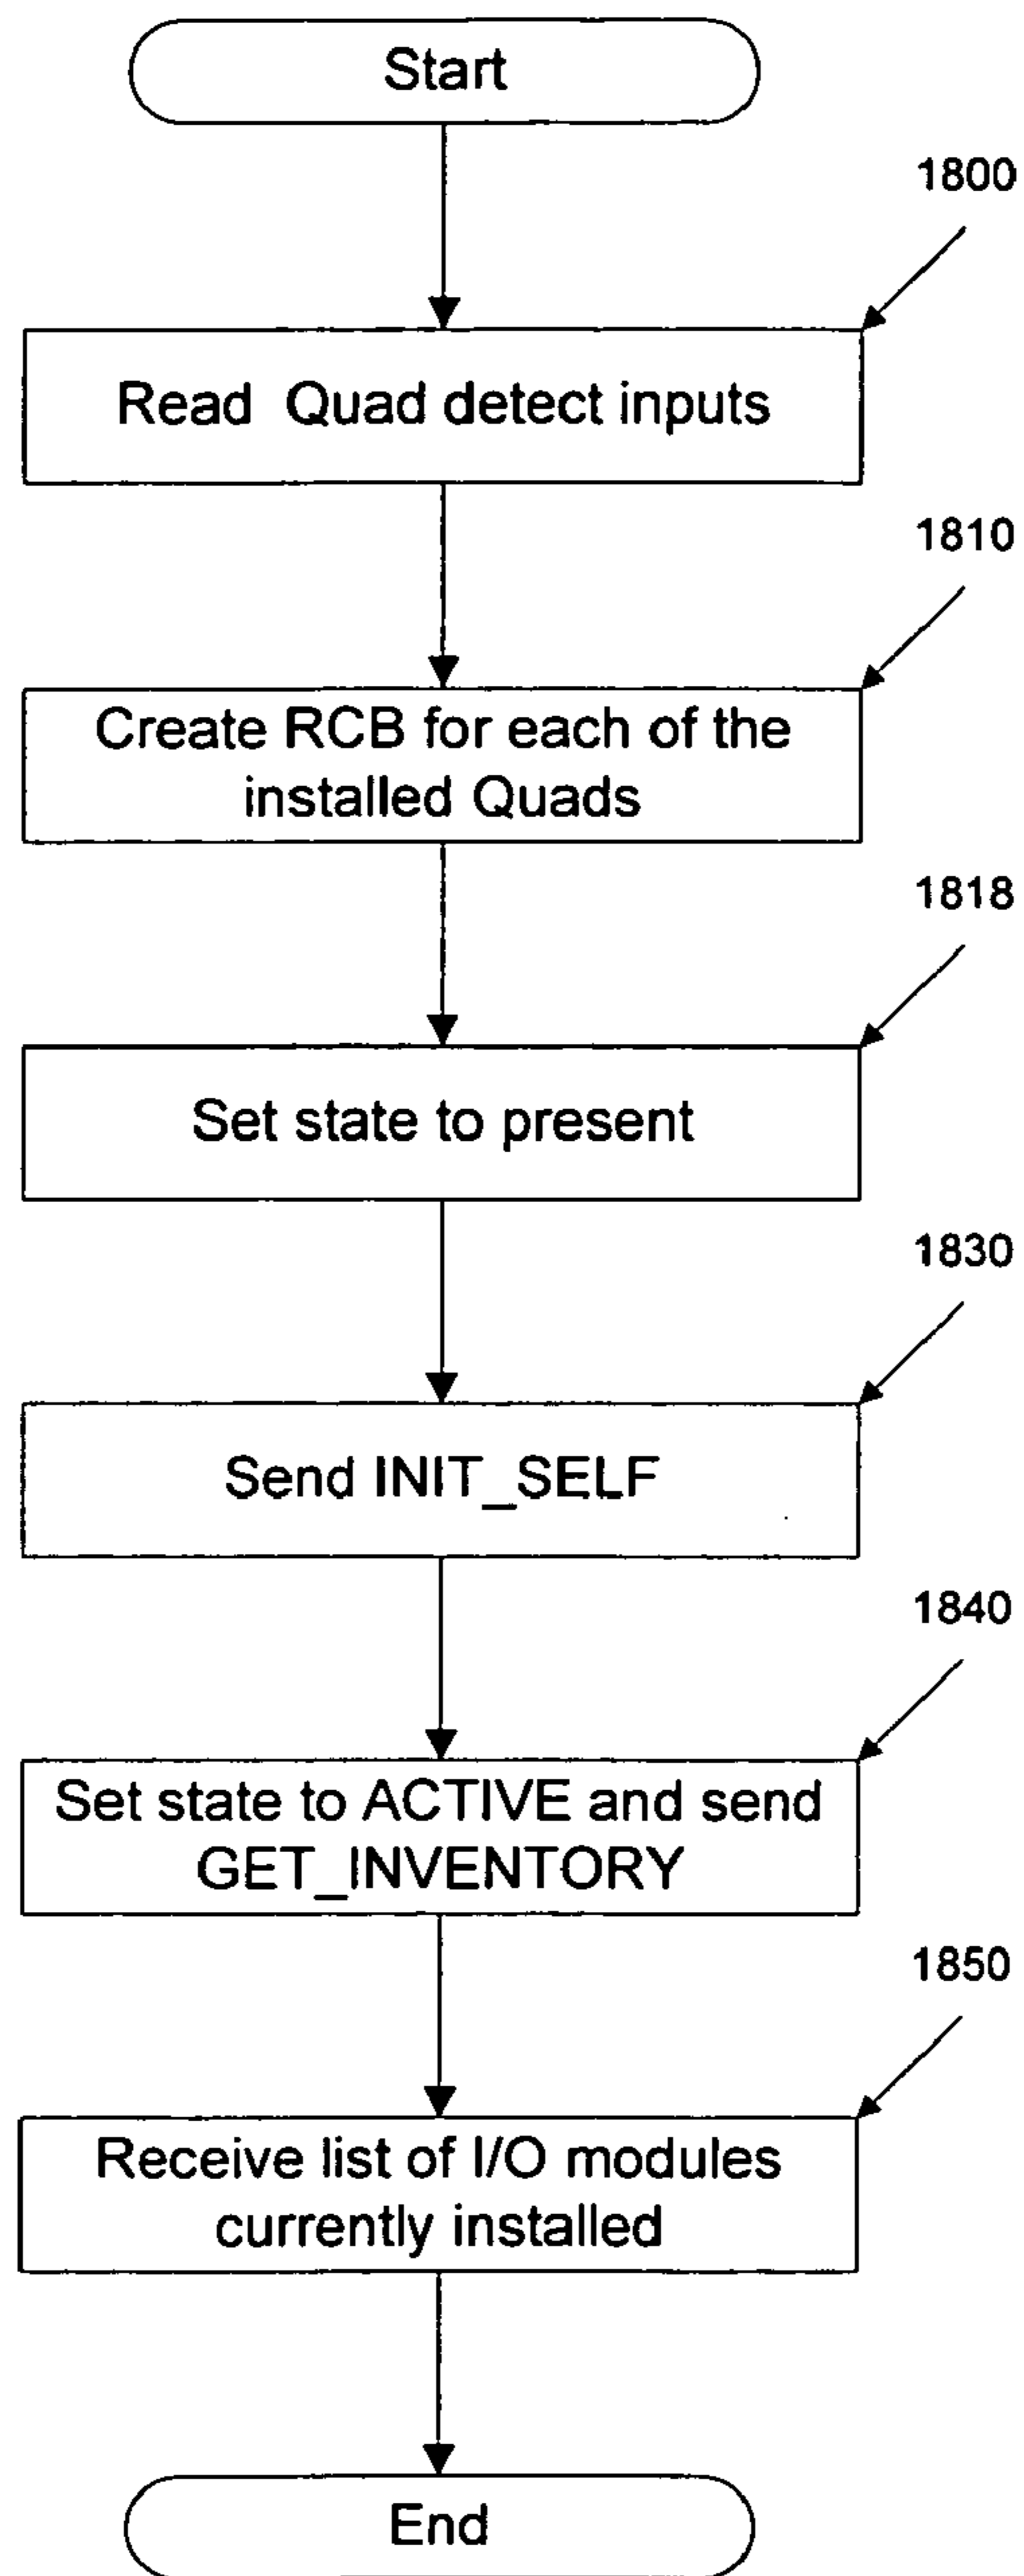 Start
1800
Read Quad detect inputs
1810
Create RCB for each of the
installed Quads
1818
Set state to present
1830
Send INIT_SELF
1840
Set state to ACTIVE and send
GET_INVENTORY
1850
Receive list of I/O modules
currently installed
End